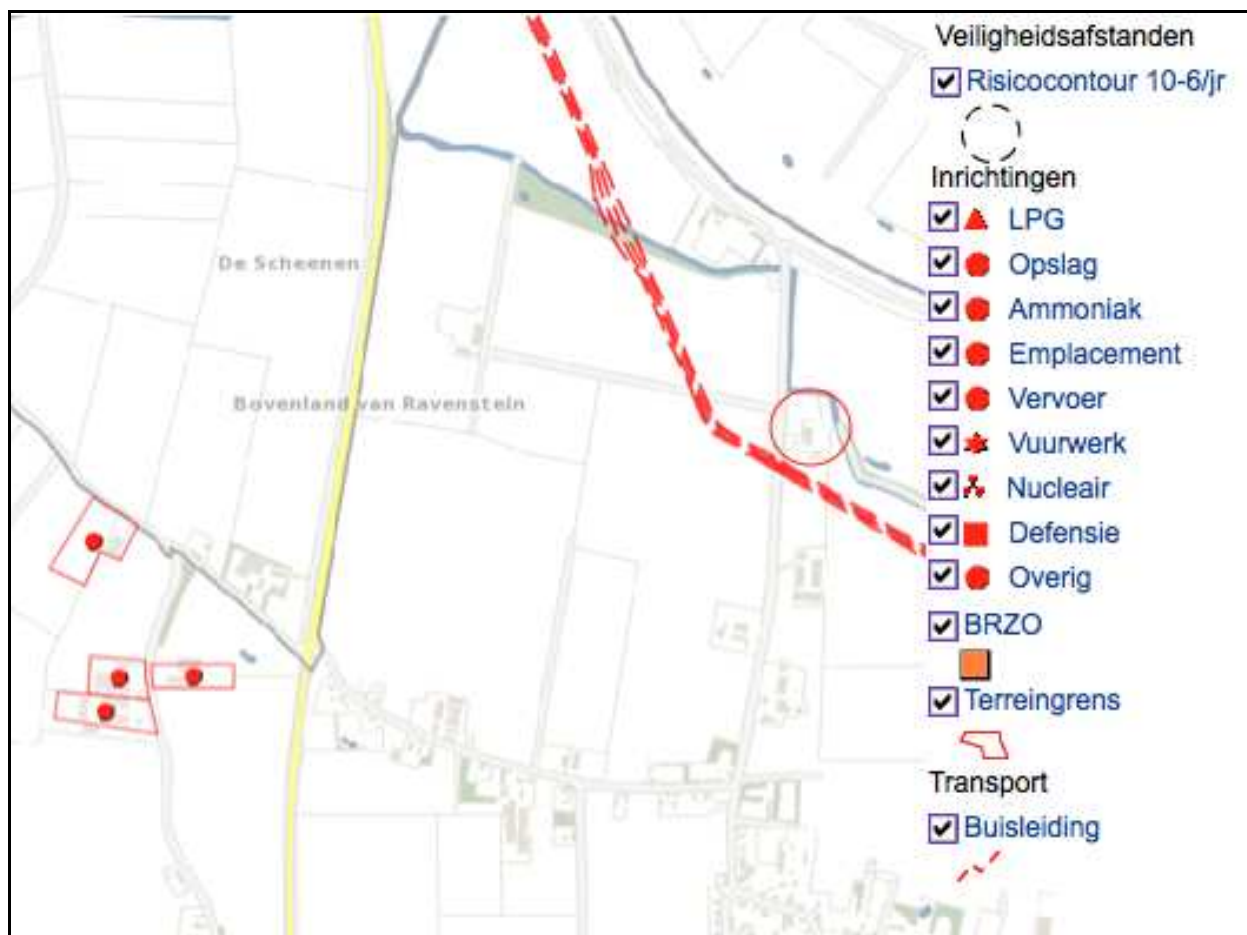 Veiligheidsafstanden
Risicocontour 10-6/jr
Inrichtingen
LPG
Opslag
Ammoniak
Emplacement
Vervoer
Vuurwerk
Nucleair
Defensie
Overig
BRZO
Terreingrens
Transport
Buisleiding
De Scheenen
Bovenland van Ravenstein